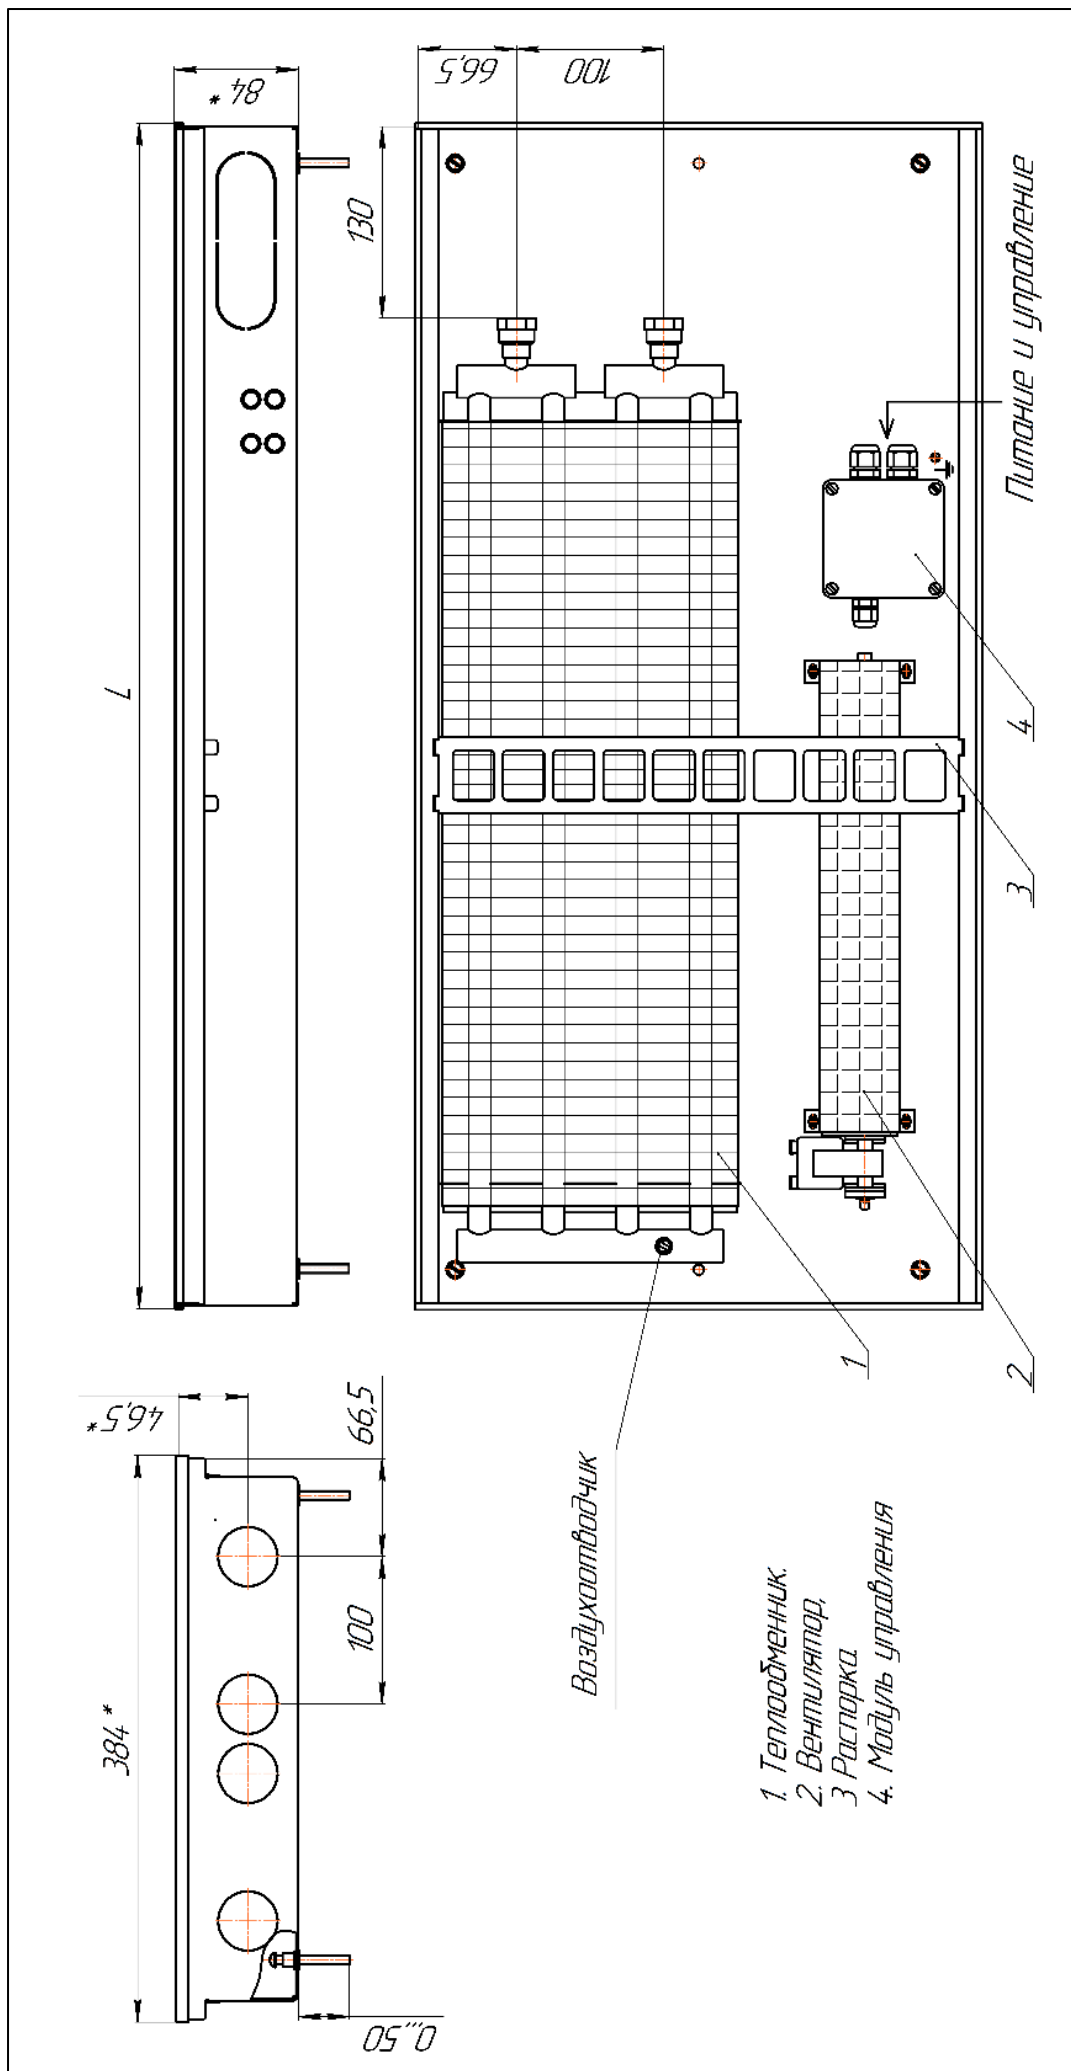 46,5*
384*
66,5
100
0...50
L
84*
130
66,5
100
Воздухоотводчик
Питание и управление
1
2
3
4
1. Теплообменник.
2. Вентилятор,
3 Распорка
4. Модуль управления